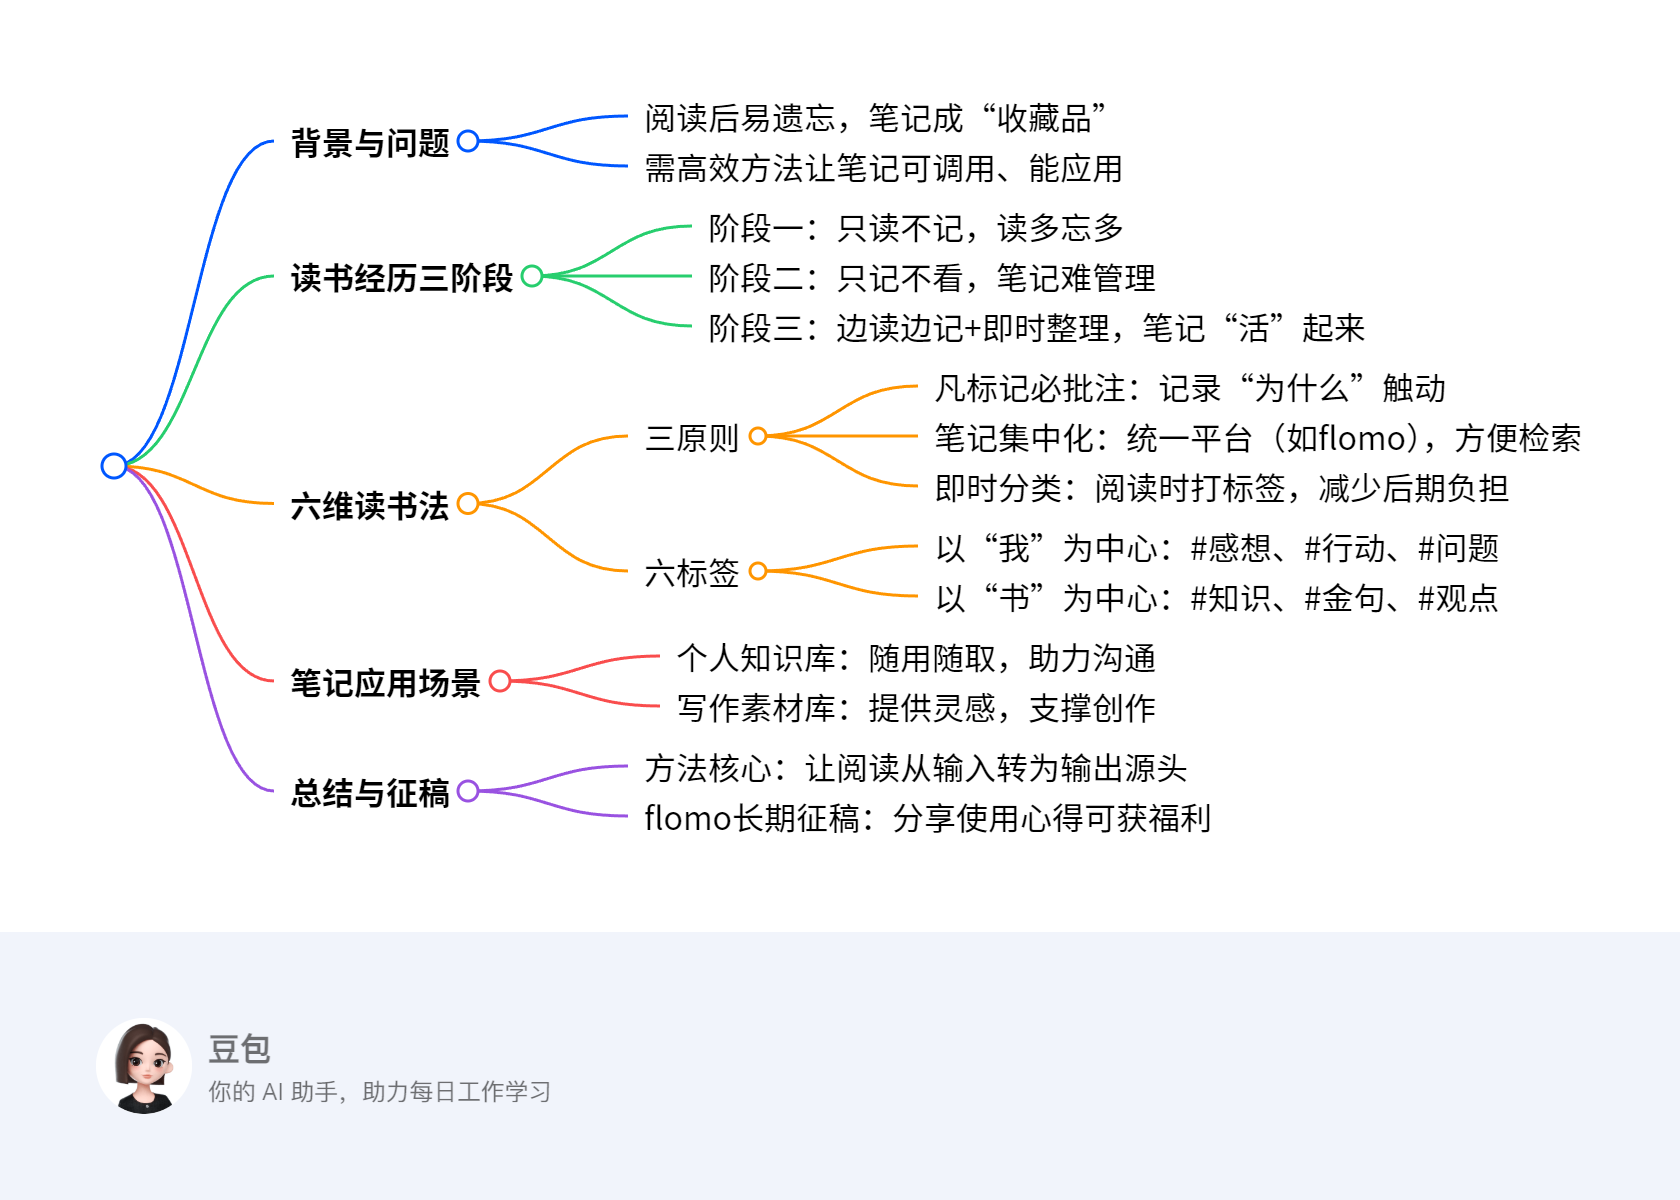 背景与问题
阅读后易遗忘，笔记成“收藏品”
需高效方法让笔记可调用、能应用
读书经历三阶段
阶段一：只读不记，读多忘多
阶段二：只记不看，笔记难管理
阶段三：边读边记+即时整理，笔记“活”起来
六维读书法
三原则
凡标记必批注：记录“为什么”触动
笔记集中化：统一平台（如flomo），方便检索
即时分类：阅读时打标签，减少后期负担
六标签
以“我”为中心：#感想、#行动、#问题
以“书”为中心：#知识、#金句、#观点
笔记应用场景
个人知识库：随用随取，助力沟通
写作素材库：提供灵感，支撑创作
总结与征稿
方法核心：让阅读从输入转为输出源头
flomo长期征稿：分享使用心得可获福利
豆包
你的 AI 助手，助力每日工作学习